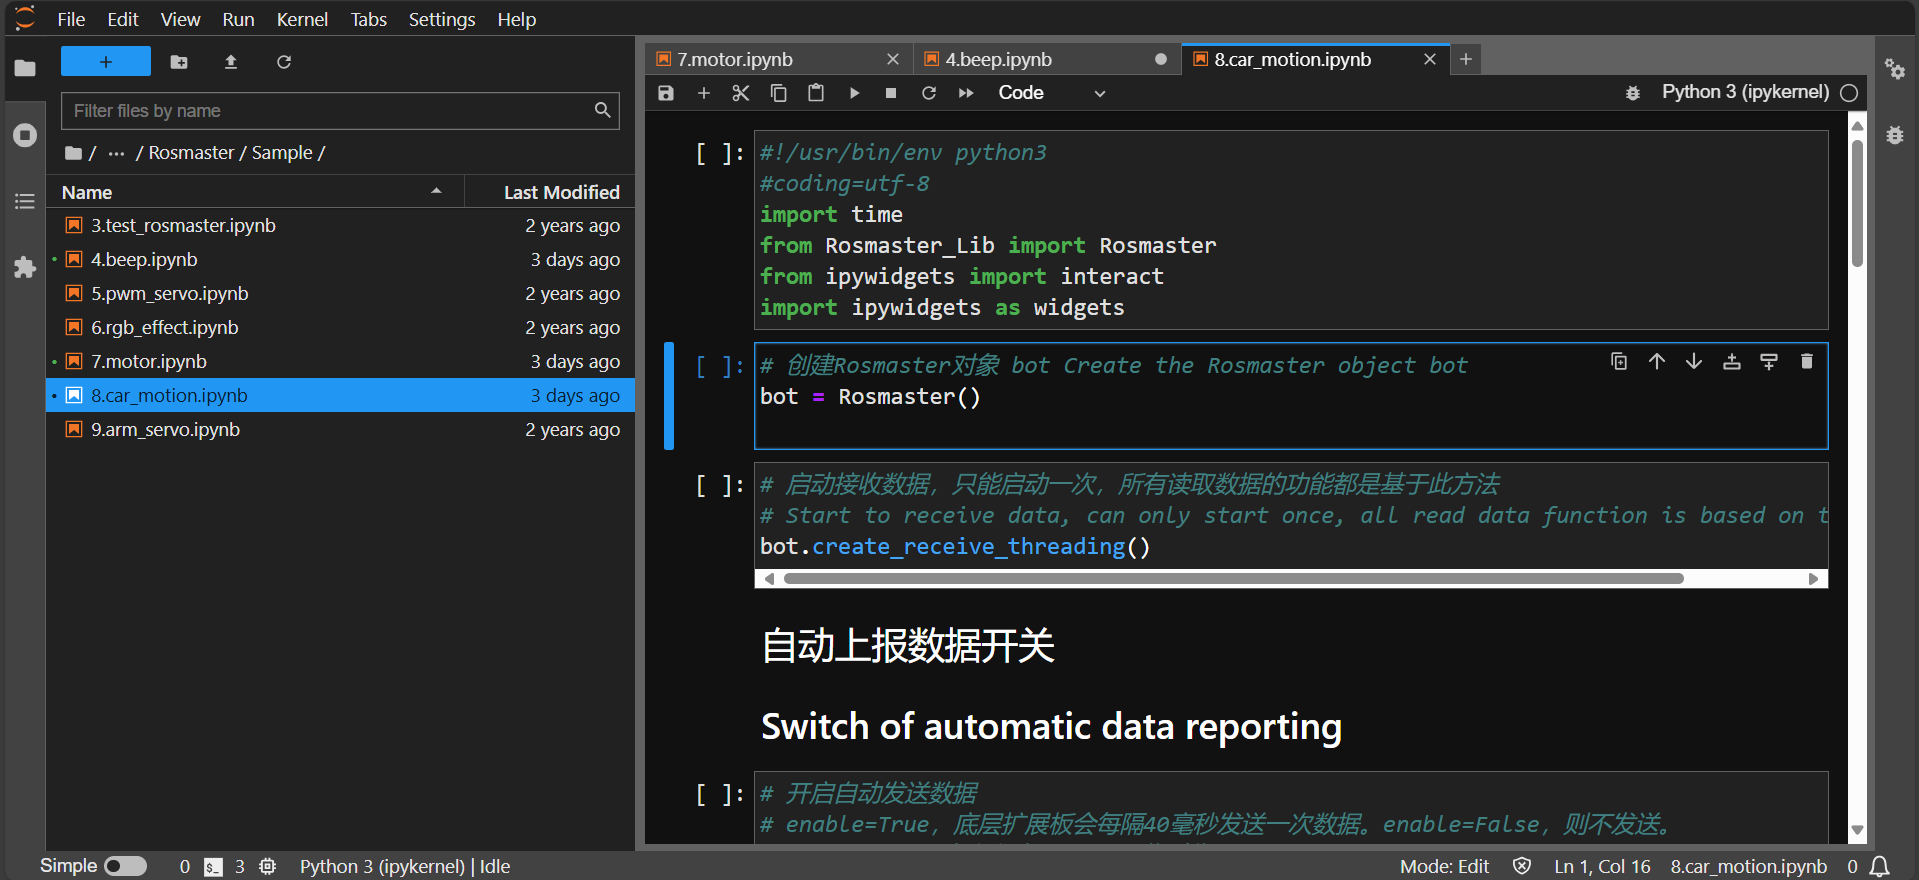 File Edit View Run Kernel Tabs Settings Help
+
Filter files by name
/ ··· / Rosmaster / Sample /
Name Last Modified
3.test_rosmaster.ipynb 2 years ago
4.beep.ipynb 3 days ago
5.pwm_servo.ipynb 2 years ago
6.rgb_effect.ipynb 2 years ago
7.motor.ipynb 3 days ago
8.car_motion.ipynb 3 days ago
9.arm_servo.ipynb 2 years ago
7.motor.ipynb 4.beep.ipynb 8.car_motion.ipynb +
Code Python 3 (ipykernel)
[ ]: #!/usr/bin/env python3
#coding=utf-8
import time
from Rosmaster_Lib import Rosmaster
from ipywidgets import interact
import ipywidgets as widgets
[ ]: # 创建Rosmaster对象 bot Create the Rosmaster object bot
bot = Rosmaster()
[ ]: # 启动接收数据，只能启动一次，所有读取数据的功能都是基于此方法
# Start to receive data, can only start once, all read data function is based on t
bot.create_receive_threading()
自动上报数据开关
Switch of automatic data reporting
[ ]: # 开启自动发送数据
# enable=True，底层扩展板会每隔40毫秒发送一次数据。enable=False，则不发送。
Simple 0 $_ 3 Python 3 (ipykernel) | Idle Mode: Edit Ln 1, Col 16 8.car_motion.ipynb 0